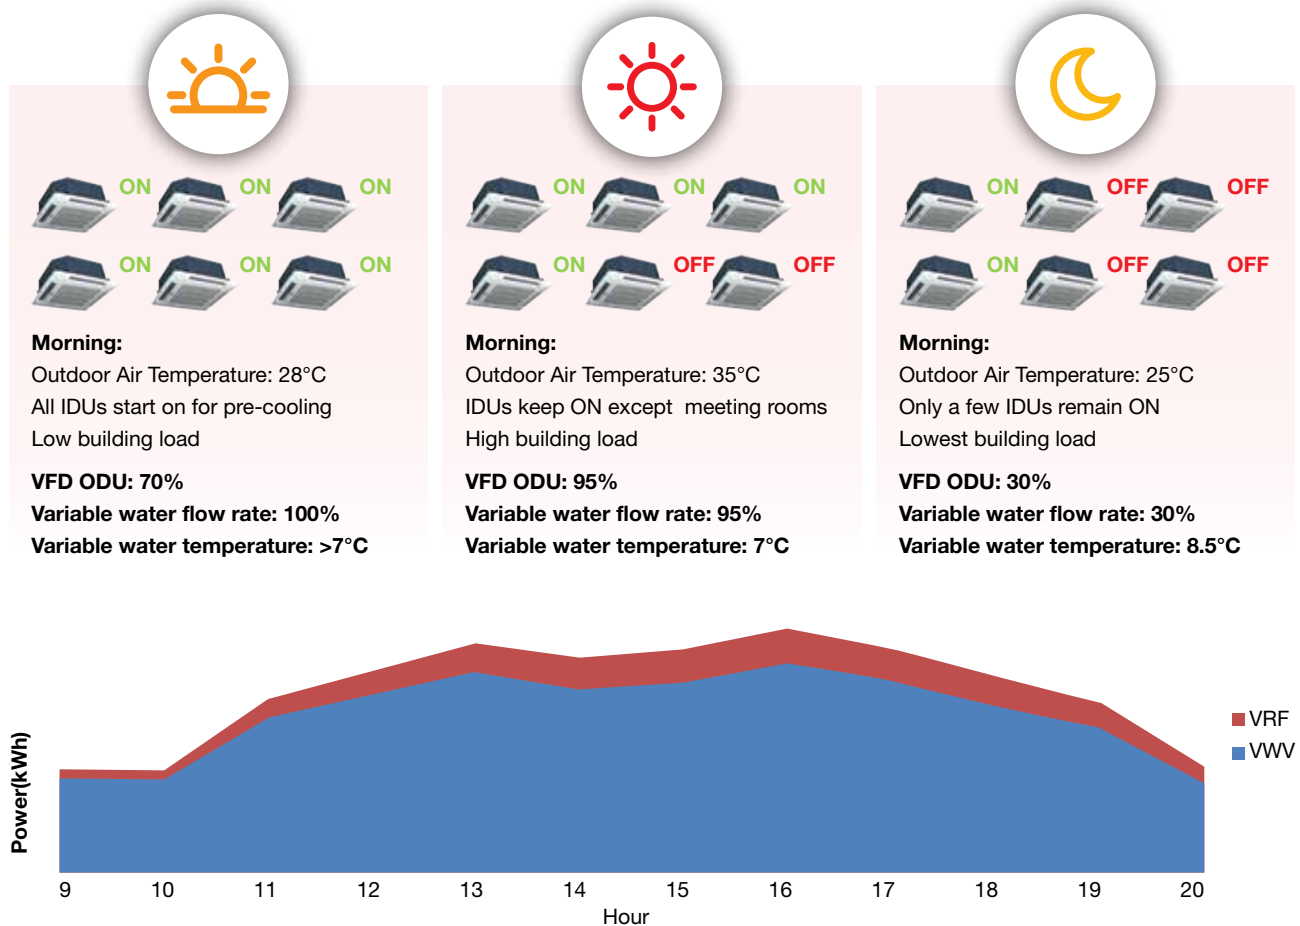 ON ON ON
ON ON ON
Morning:
Outdoor Air Temperature: 28°C
All IDUs start on for pre-cooling
Low building load
VFD ODU: 70%
Variable water flow rate: 100%
Variable water temperature: >7°C
ON ON ON
ON OFF OFF
Morning:
Outdoor Air Temperature: 35°C
IDUs keep ON except meeting rooms
High building load
VFD ODU: 95%
Variable water flow rate: 95%
Variable water temperature: 7°C
ON OFF OFF
ON OFF OFF
Morning:
Outdoor Air Temperature: 25°C
Only a few IDUs remain ON
Lowest building load
VFD ODU: 30%
Variable water flow rate: 30%
Variable water temperature: 8.5°C
Power(kWh)
VRF
VWV
9 10 11 12 13 14 15 16 17 18 19 20
Hour